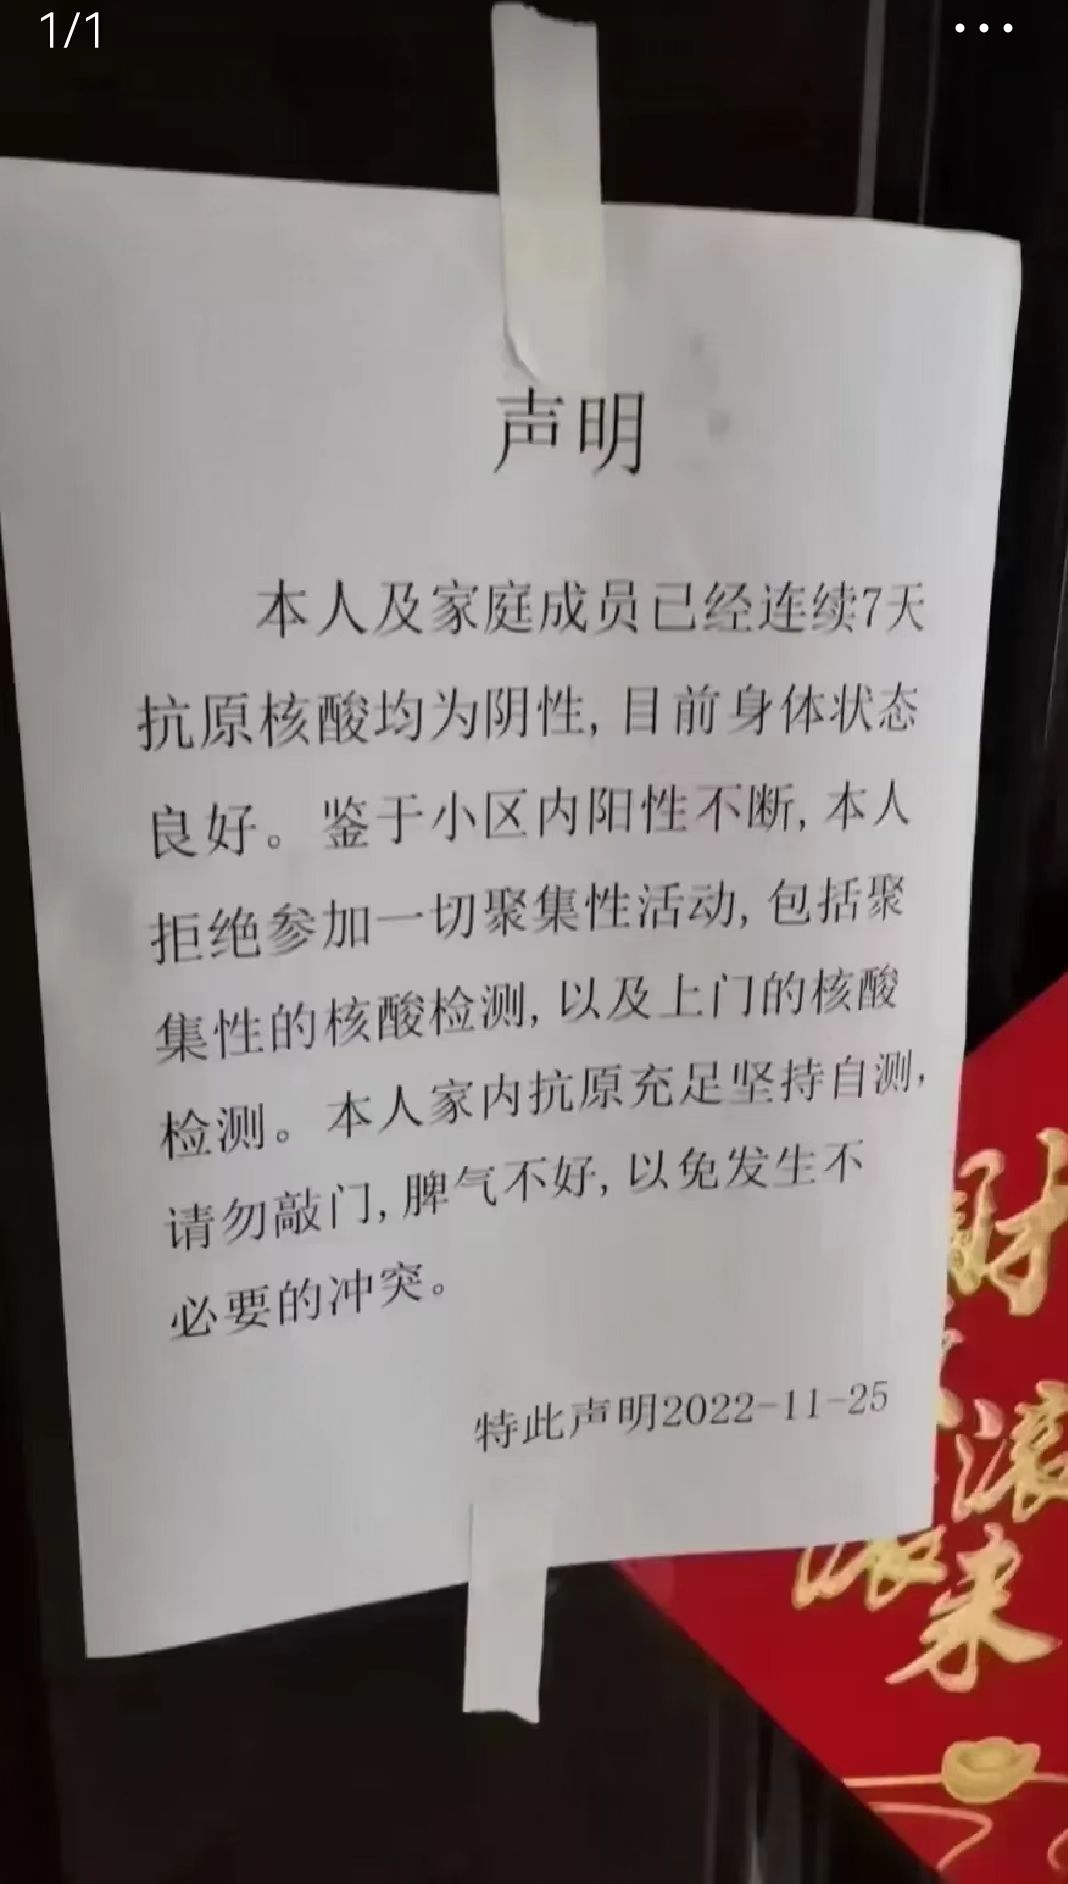 1/1
声明
本人及家庭成员已经连续7天
抗原核酸均为阴性,目前身体状态
良好。鉴于小区内阳性不断,本人
拒绝参加一切聚集性活动,包括聚
集性的核酸检测,以及上门的核酸
检测。本人家内抗原充足坚持自测,
请勿敲门,脾气不好,以免发生不
必要的冲突。
特此声明2022-11-25
财
滚
滚
来